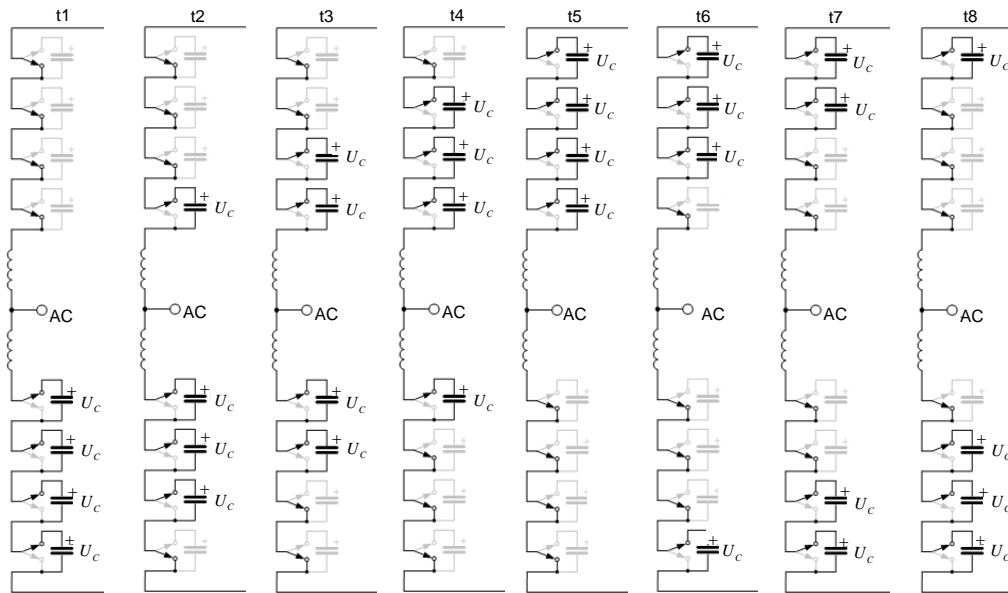 t1 t2 t3 t4 t5 t6 t7 t8
+ + + + + U_C + U_C + U_C + U_C
+ + + + U_C + U_C + U_C + U_C +
+ + + U_C + U_C + U_C + U_C + +
+ + U_C + U_C + U_C + U_C + + +
AC AC AC AC AC AC AC AC
+ U_C + U_C + U_C + U_C + + + +
+ U_C + U_C + U_C + + + + + U_C
+ U_C + U_C + + + + + U_C + U_C
+ U_C + + + + + U_C + U_C + U_C